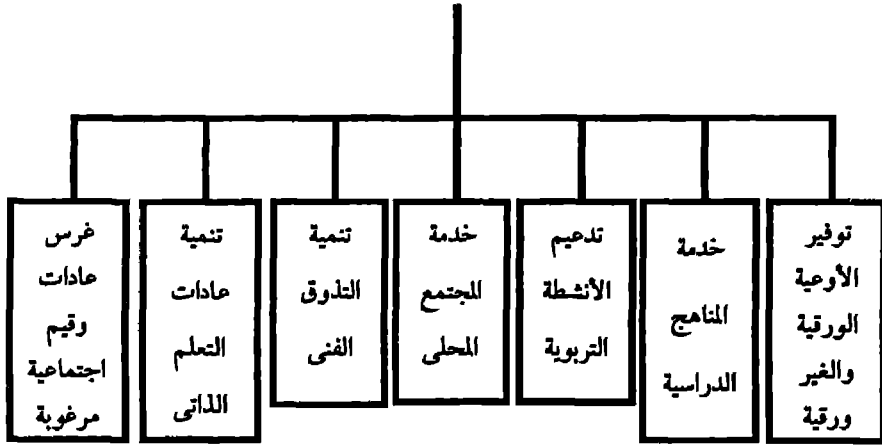 توفير
الأوعية
الورقية
والغير
ورقية
خدمة
المناهج
الدراسية
تدعيم
الأنشطة
التربوية
خدمة
المجتمع
المحلى
تنمية
التذوق
الفنى
تنمية
عادات
التعلم
الذاتى
غرس
عادات
وقيم
اجتماعية
مرغوبة